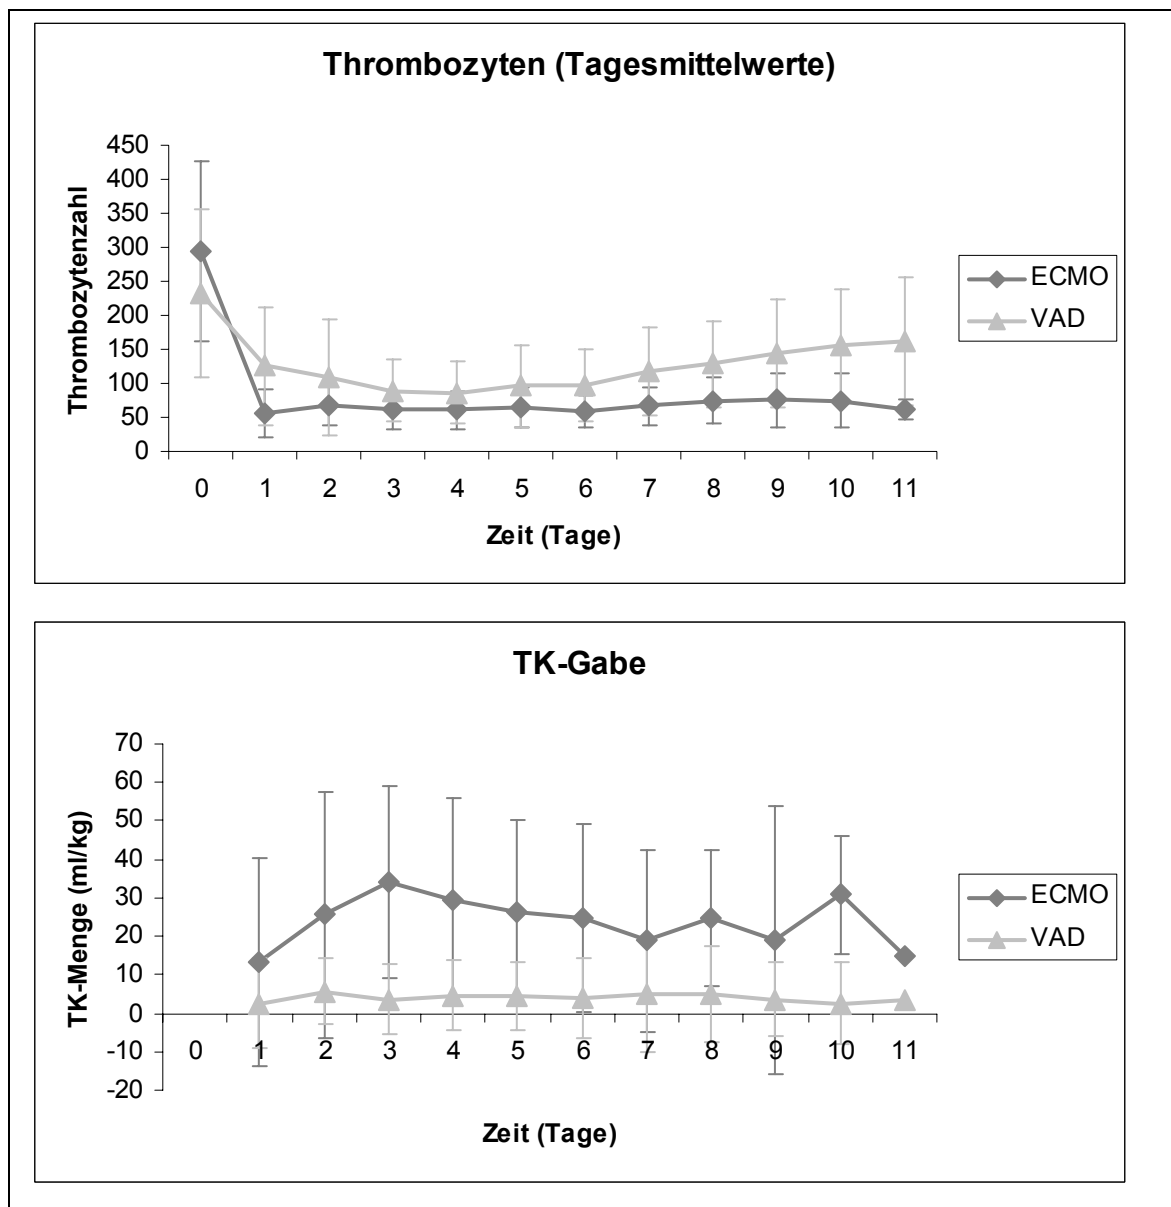 Thrombozyten (Tagesmittelwerte)
450
400
350
300
250
200
150
100
50
0
Thrombozytenzahl
0 1 2 3 4 5 6 7 8 9 10 11
Zeit (Tage)
ECMO
VAD
TK-Gabe
70
60
50
40
30
20
10
0
-10
-20
TK-Menge (ml/kg)
0 1 2 3 4 5 6 7 8 9 10 11
Zeit (Tage)
ECMO
VAD